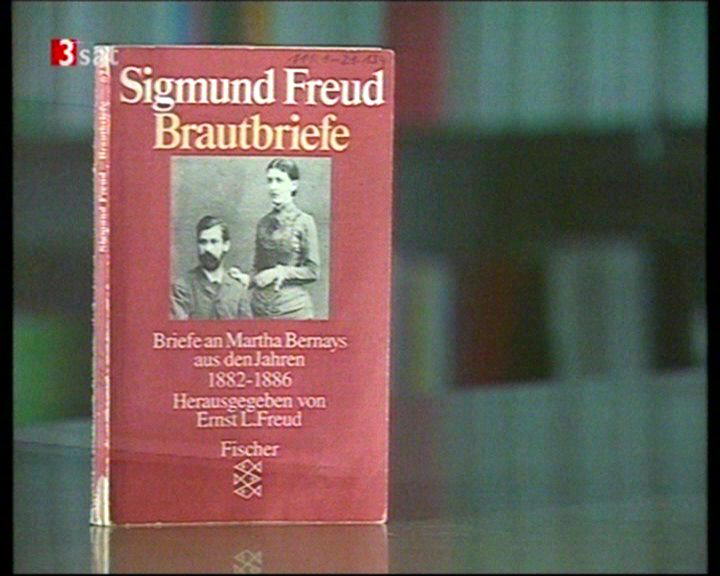 3sat
Sigmund Freud
Brautbriefe
Briefe an Martha Bernays
aus den Jahren
1882-1886
Herausgegeben von
Ernst L. Freud
Fischer
Sigmund Freud Brautbriefe